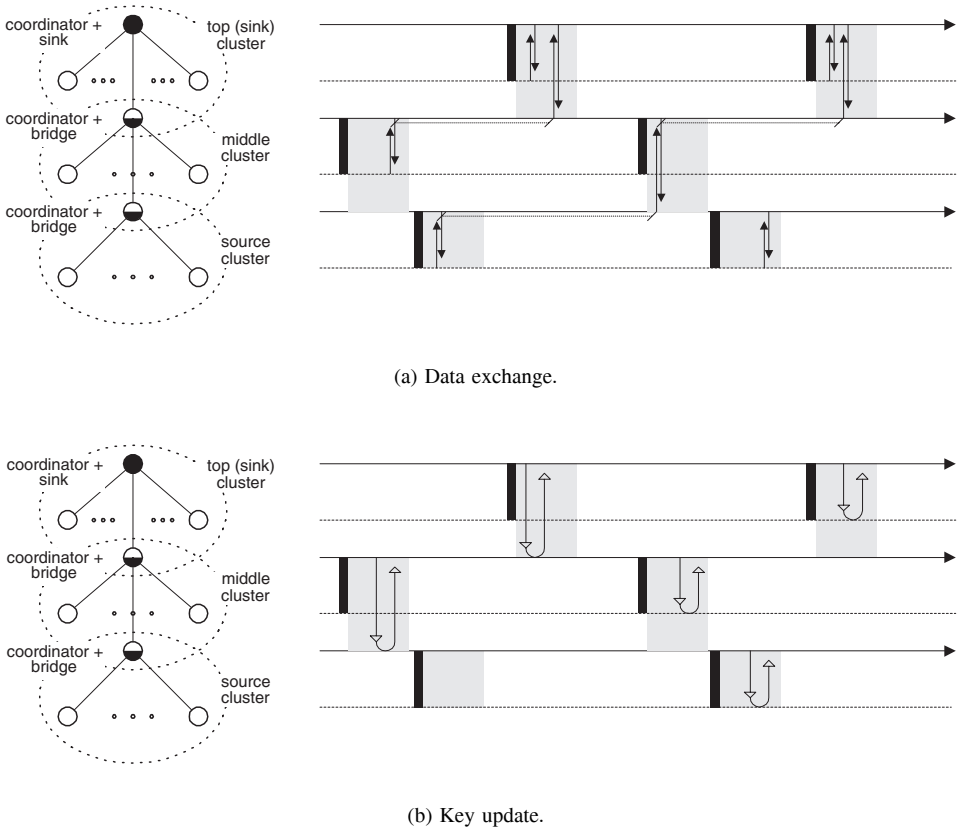 coordinator +
sink
top (sink)
cluster
coordinator +
bridge
middle
cluster
coordinator +
bridge
source
cluster
(a) Data exchange.
coordinator +
sink
top (sink)
cluster
coordinator +
bridge
middle
cluster
coordinator +
bridge
source
cluster
(b) Key update.